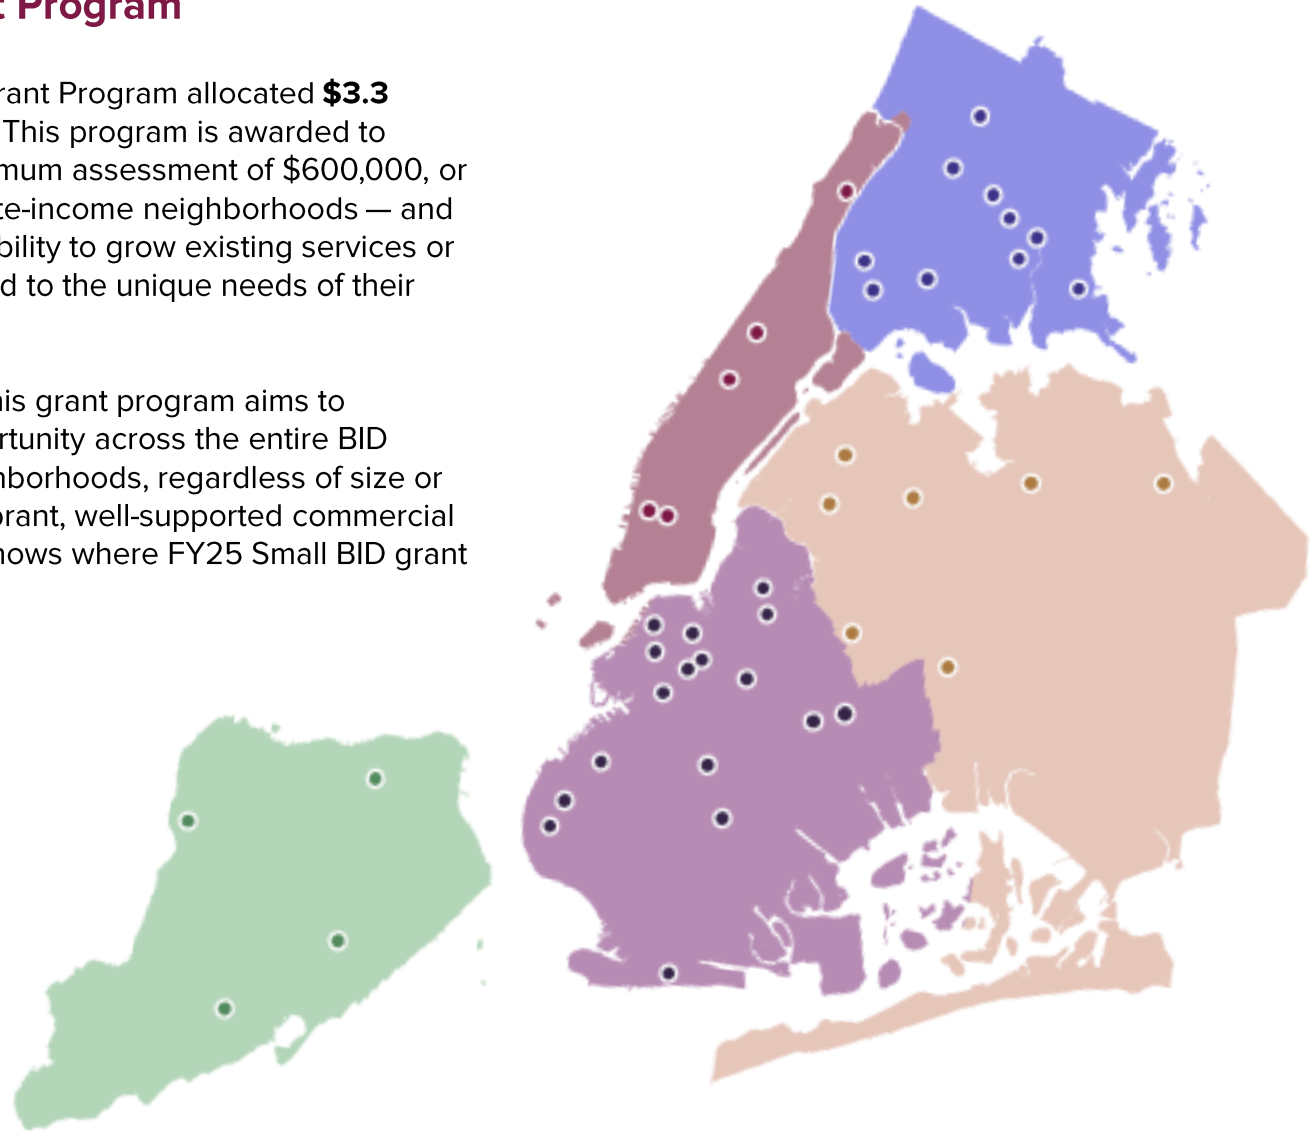 t Program
rant Program allocated $3.3
This program is awarded to
mum assessment of $600,000, or
te-income neighborhoods — and
bility to grow existing services or
d to the unique needs of their
nis grant program aims to
rtunity across the entire BID
hborhoods, regardless of size or
brant, well-supported commercial
hows where FY25 Small BID grant